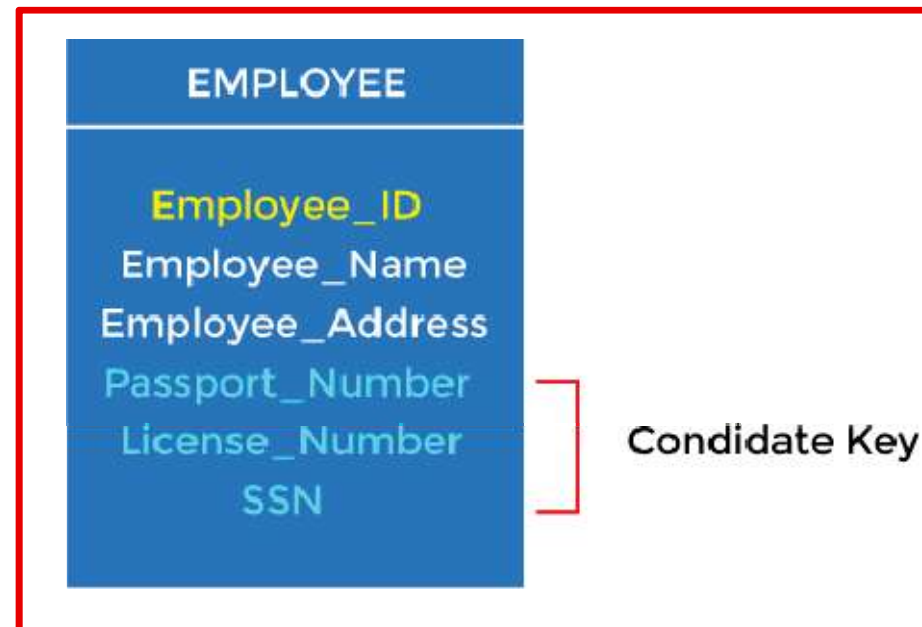 EMPLOYEE
Employee_ID
Employee_Name
Employee_Address
Passport_Number
License_Number
SSN
Condidate Key